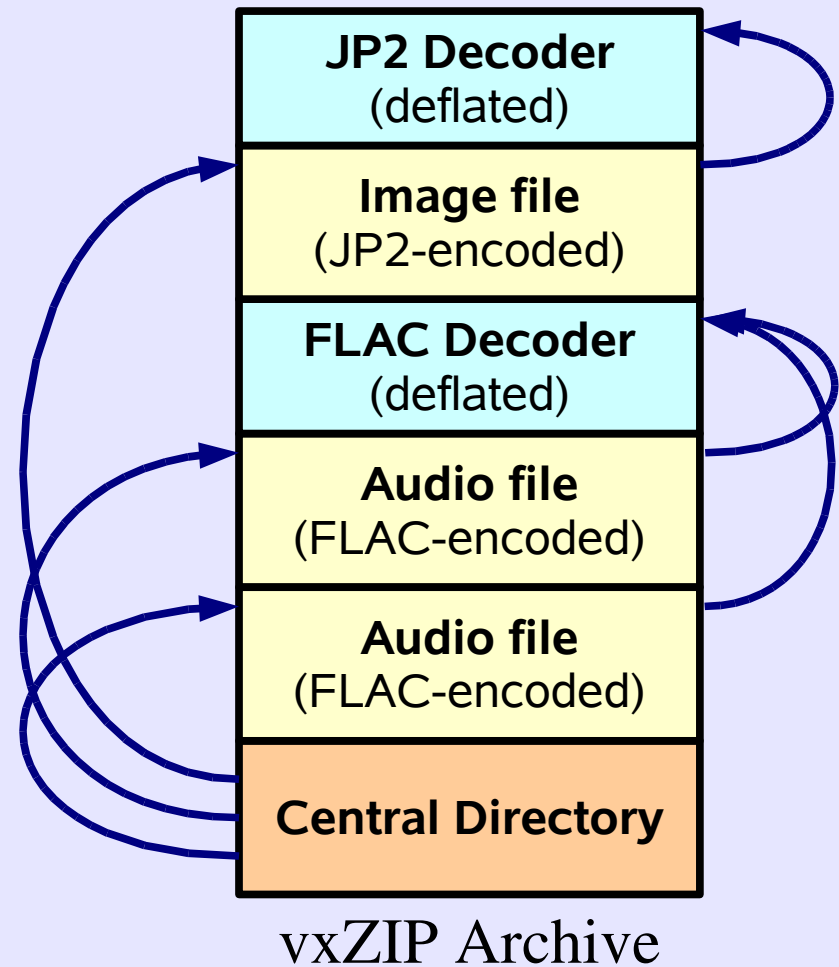 JP2 Decoder
(deflated)
Image file
(JP2-encoded)
FLAC Decoder
(deflated)
Audio file
(FLAC-encoded)
Audio file
(FLAC-encoded)
Central Directory
vxZIP Archive